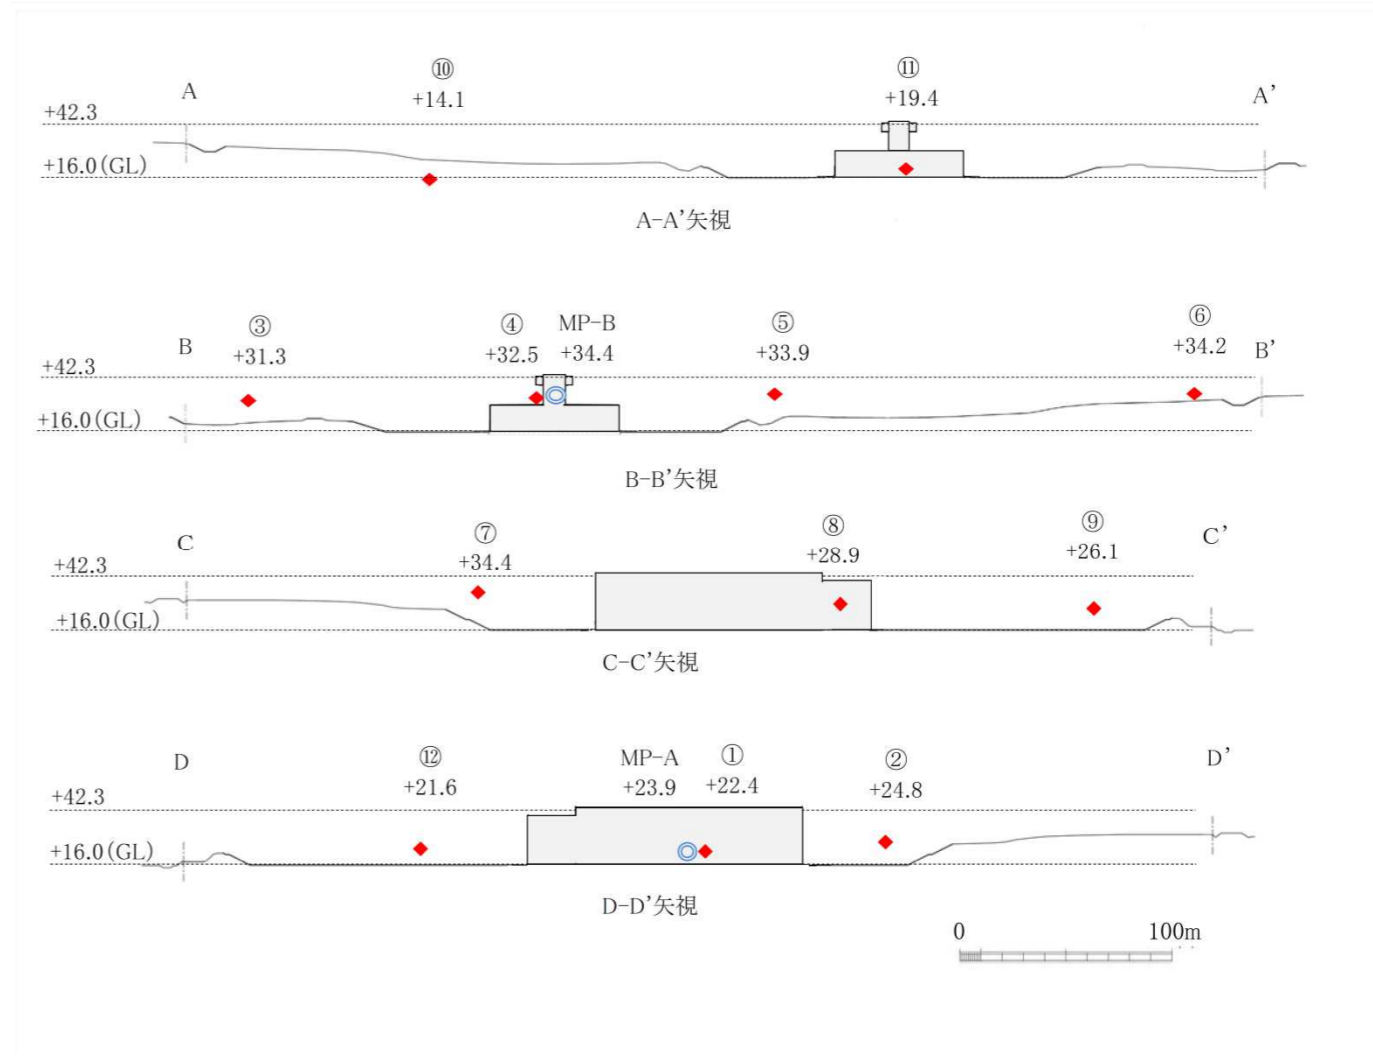 ⑩ ⑪
A +14.1 +19.4 A’
+42.3
+16.0(GL)
A-A’矢視
③ ④ MP-B ⑤ ⑥
B +31.3 +32.5 +34.4 +33.9 +34.2 B’
+42.3
+16.0(GL)
B-B’矢視
⑦ ⑧ ⑨
C +34.4 +28.9 +26.1 C’
+42.3
+16.0(GL)
C-C’矢視
⑫ MP-A ① ②
D +21.6 +23.9 +22.4 +24.8 D’
+42.3
+16.0(GL)
D-D’矢視
0 100m